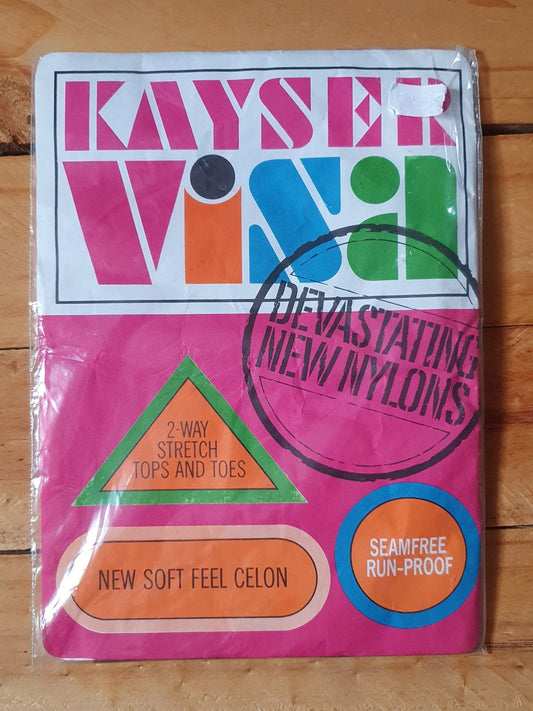 KAYSER
Visa
DEVASTATING
NEW NYLONS
2-WAY
STRETCH
TOPS AND TOES
NEW SOFT FEEL CELON
SEAMFREE
RUN-PROOF